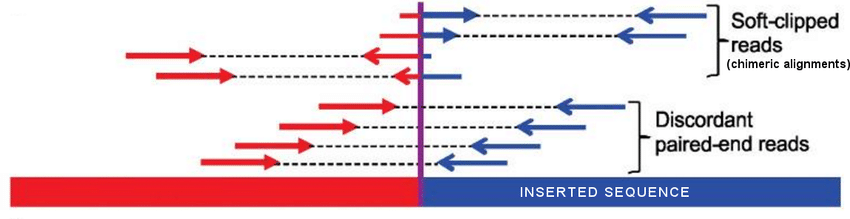 Soft-clipped
reads
(chimeric alignments)
Discordant
paired-end reads
INSERTED SEQUENCE